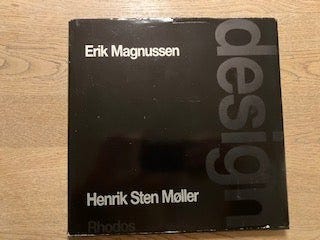 Erik Magnussen
design
Henrik Sten Møller
Rhodos